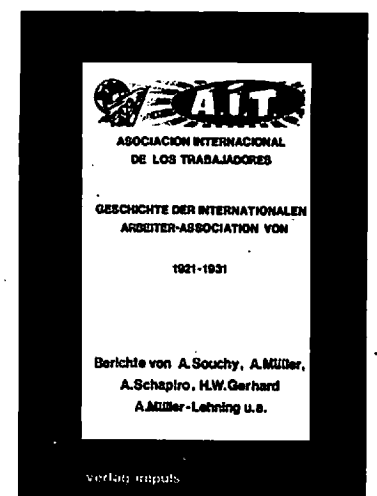 A.I.T
ASOCIACION INTERNACIONAL
DE LOS TRABAJADORES
GESCHICHTE DER INTERNATIONALEN
ARBEITER-ASSOCIATION VON
1921-1931
Berichte von A.Souchy, A.Müller,
A.Schapiro, H.W.Gerhard
A.Müller-Lehning u.a.
verlag impuls